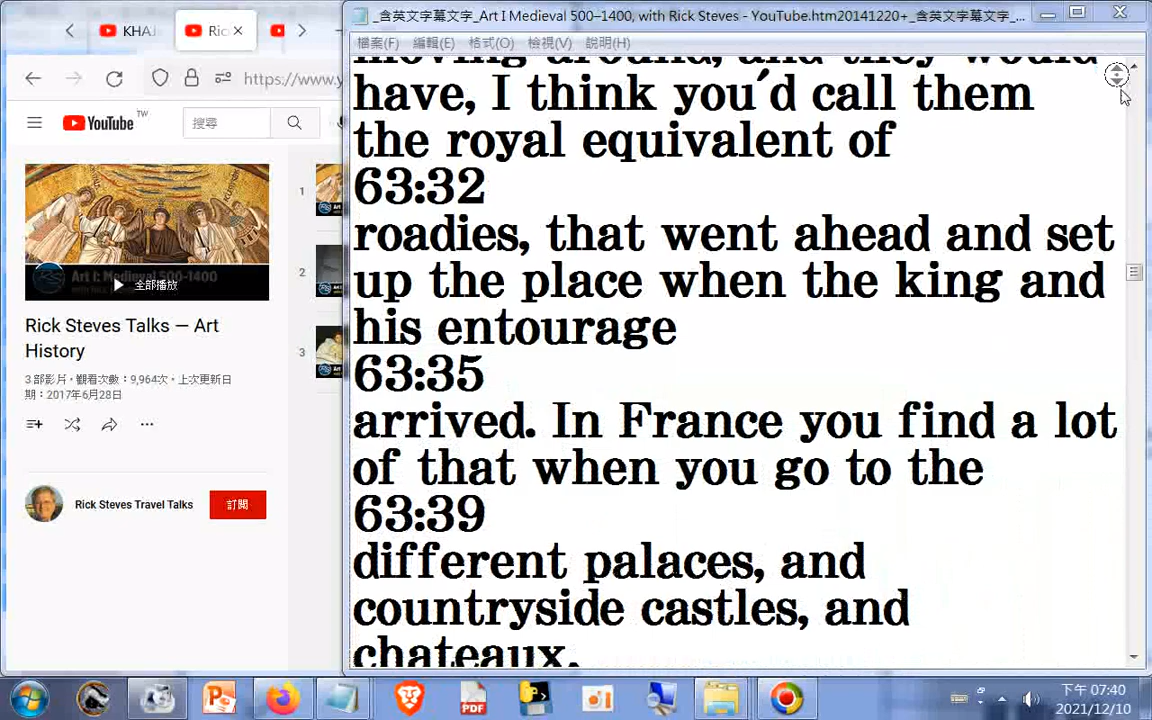 KHAJ
Ric
_含英文字幕文字_Art I Medieval 500–1400, with Rick Steves - YouTube.htm20141220+_含英文字幕文字_...
檔案(F) 編輯(E) 格式(O) 檢視(V) 說明(H)
https://www.y
YouTube TW
搜尋
Art I: Medieval 500-1400
全部播放
1
2
3
Rick Steves Talks — Art
History
3 部影片・觀看次數：9,964次・上次更新日
期：2017年6月28日
Rick Steves Travel Talks
訂閱
moving around, and they would
have, I think you'd call them
the royal equivalent of
63:32
roadies, that went ahead and set
up the place when the king and
his entourage
63:35
arrived. In France you find a lot
of that when you go to the
63:39
different palaces, and
countryside castles, and
chateaux.
PDF
下午 07:40
2021/12/10